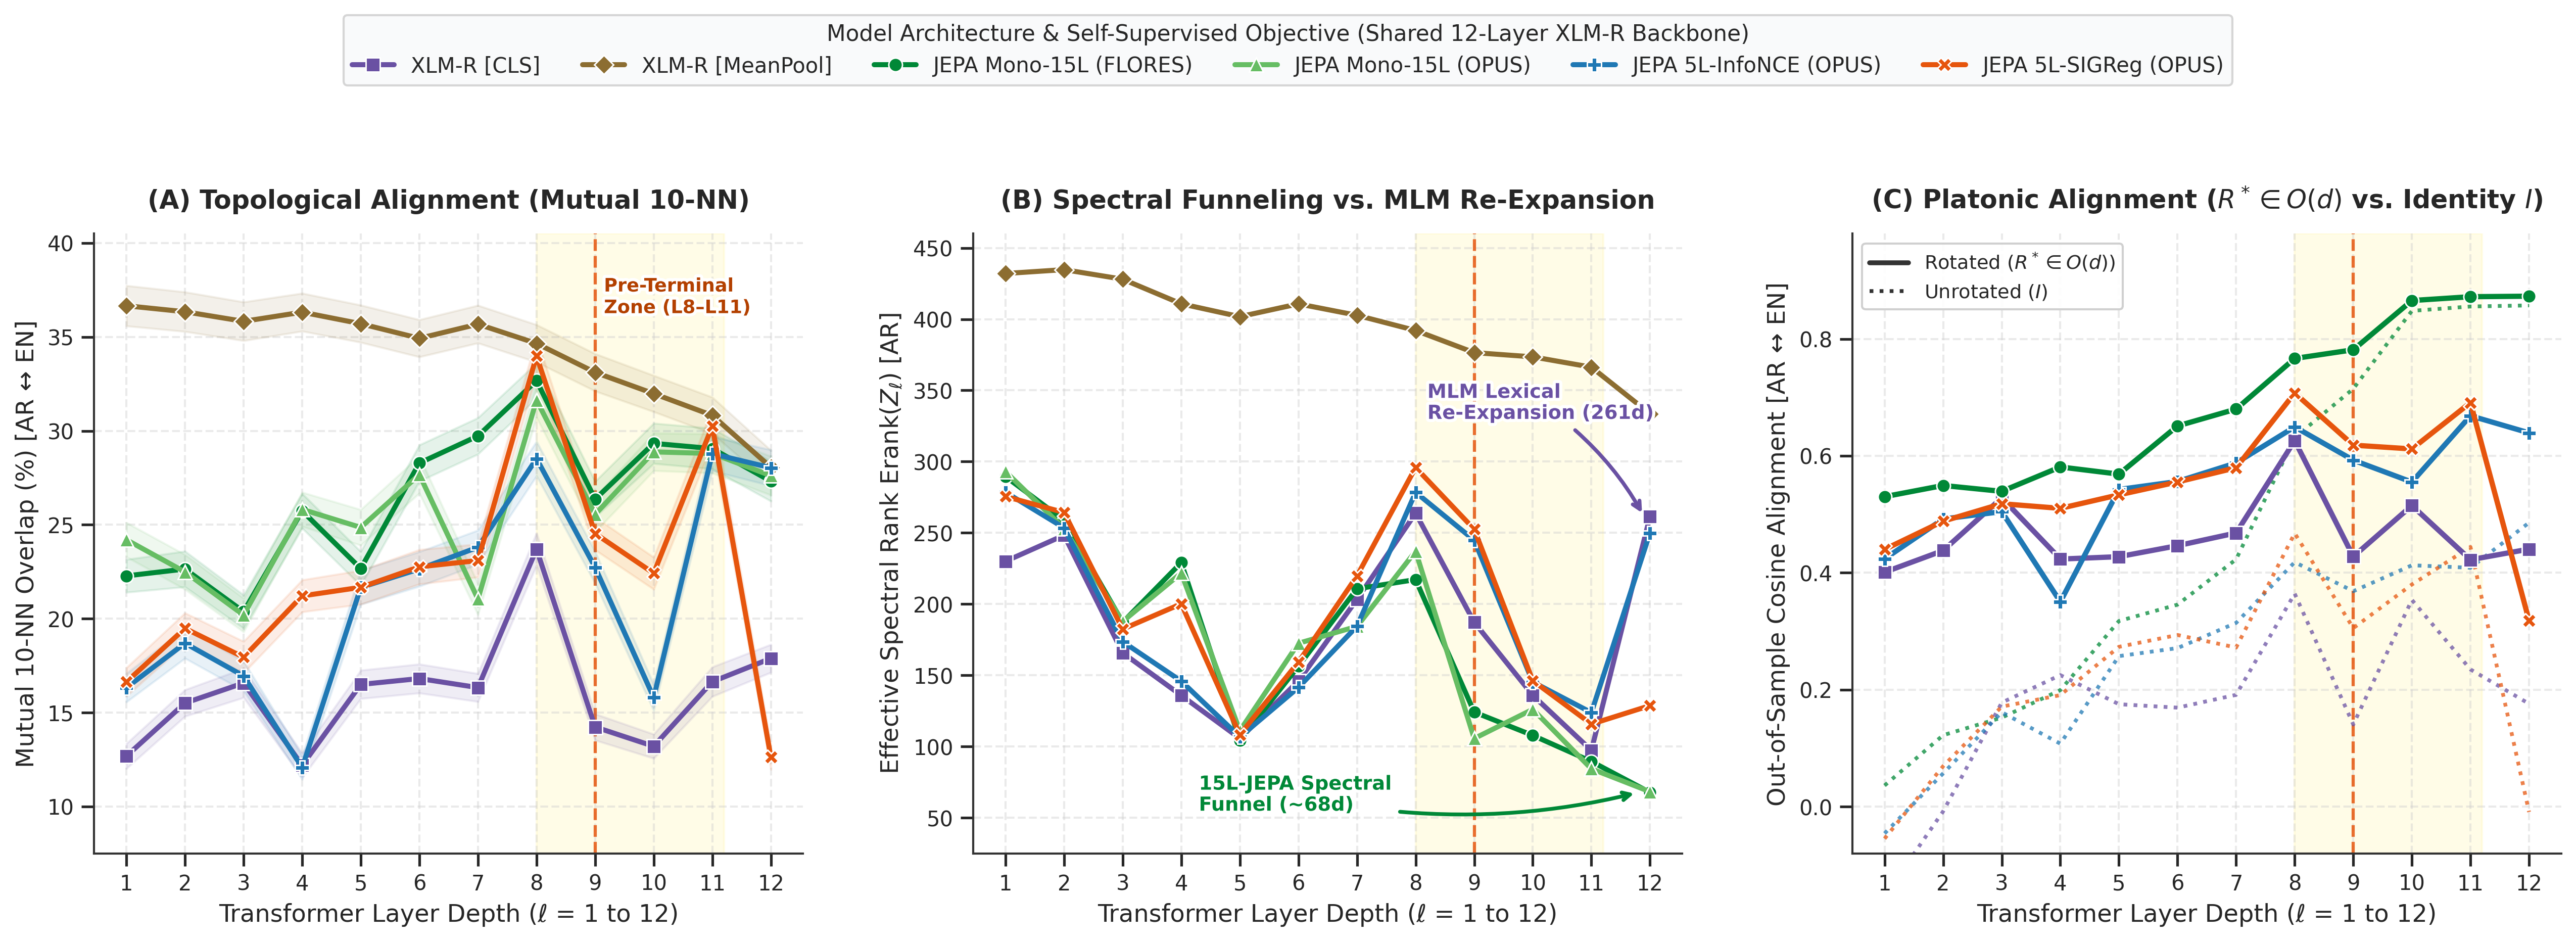 Model Architecture & Self-Supervised Objective (Shared 12-Layer XLM-R Backbone)
XLM-R [CLS] XLM-R [MeanPool] JEPA Mono-15L (FLORES) JEPA Mono-15L (OPUS) JEPA 5L-InfoNCE (OPUS) JEPA 5L-SIGReg (OPUS)
(A) Topological Alignment (Mutual 10-NN)
Mutual 10-NN Overlap (%) [AR ↔ EN]
40
35
30
25
20
15
10
Pre-Terminal
Zone (L8–L11)
1 2 3 4 5 6 7 8 9 10 11 12
Transformer Layer Depth (ℓ = 1 to 12)
(B) Spectral Funneling vs. MLM Re-Expansion
Effective Spectral Rank Erank(Zℓ) [AR]
450
400
350
300
250
200
150
100
50
MLM Lexical
Re-Expansion (261d)
15L-JEPA Spectral
Funnel (~68d)
1 2 3 4 5 6 7 8 9 10 11 12
Transformer Layer Depth (ℓ = 1 to 12)
(C) Platonic Alignment (R* ∈ O(d) vs. Identity I)
Out-of-Sample Cosine Alignment [AR ↔ EN]
Rotated (R* ∈ O(d))
Unrotated (I)
0.8
0.6
0.4
0.2
0.0
1 2 3 4 5 6 7 8 9 10 11 12
Transformer Layer Depth (ℓ = 1 to 12)